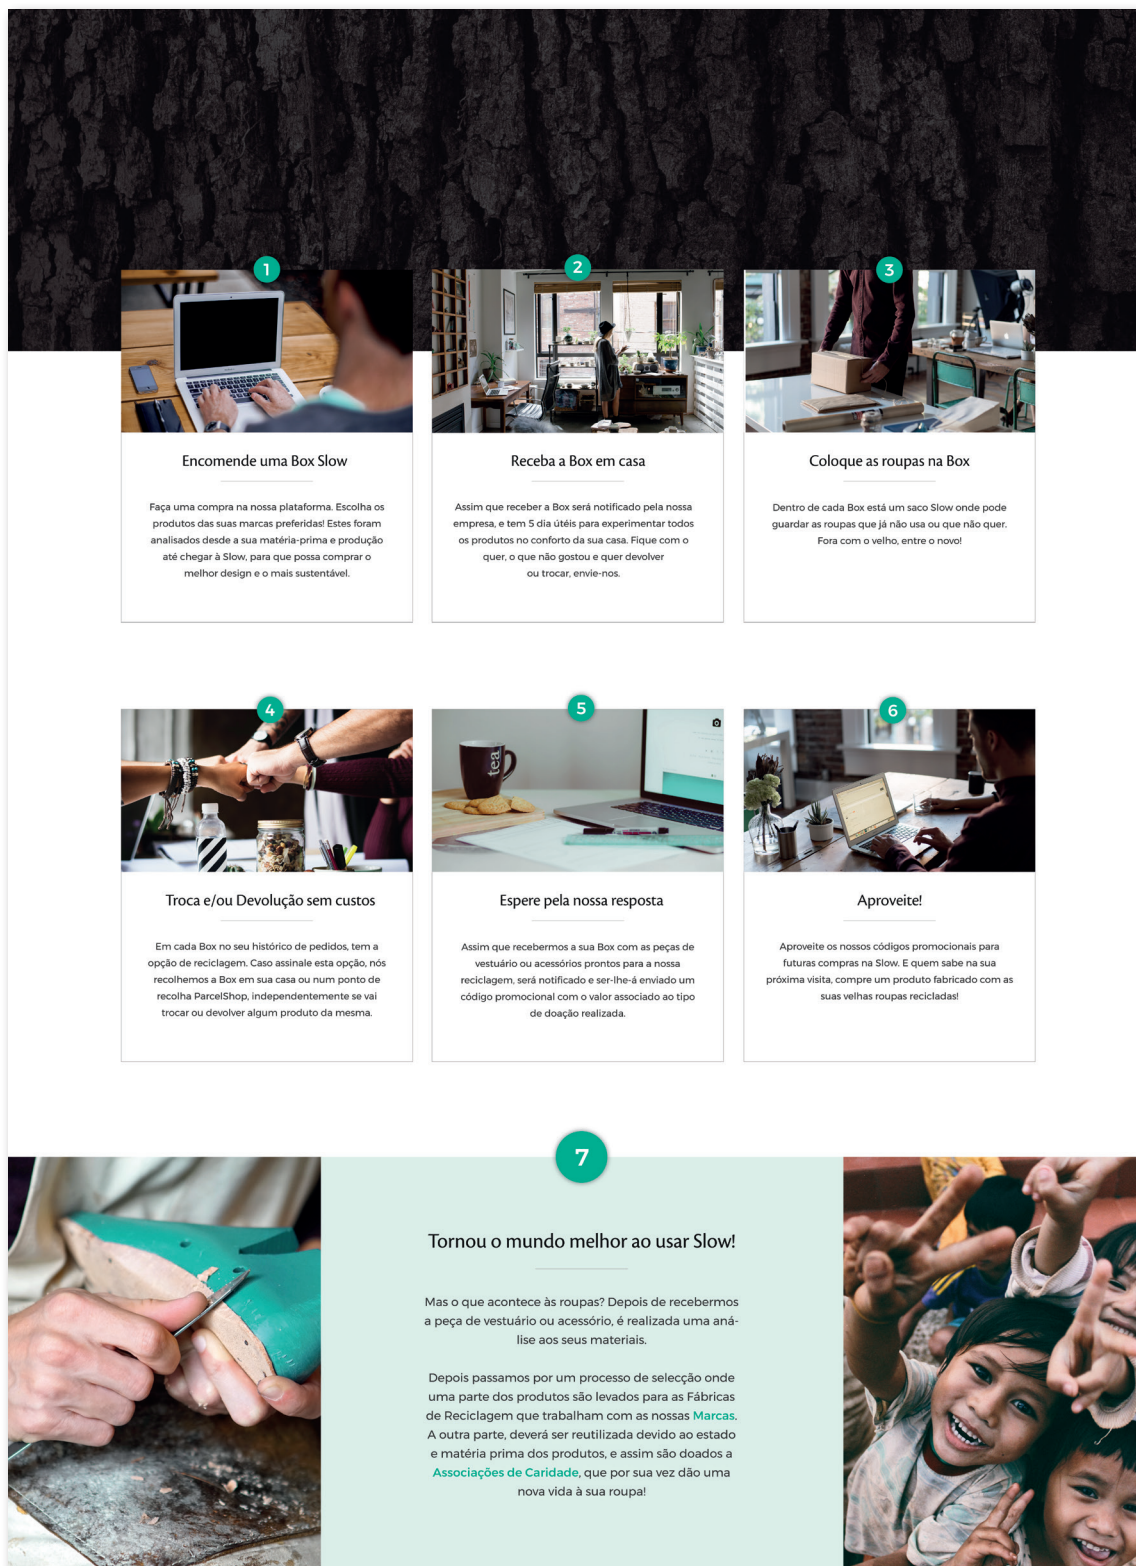 1
Encomende uma Box Slow
Faça uma compra na nossa plataforma. Escolha os
produtos das suas marcas preferidas! Estes foram
analisados desde a sua matéria-prima e produção
até chegar à Slow, para que possa comprar o
melhor design e o mais sustentável.
2
Receba a Box em casa
Assim que receber a Box será notificado pela nossa
empresa, e tem 5 dia útéis para experimentar todos
os produtos no conforto da sua casa. Fique com o
quer, o que não gostou e quer devolver
ou trocar, envie-nos.
3
Coloque as roupas na Box
Dentro de cada Box está um saco Slow onde pode
guardar as roupas que já não usa ou que não quer.
Fora com o velho, entre o novo!
4
Troca e/ou Devolução sem custos
Em cada Box no seu histórico de pedidos, tem a
opção de reciclagem. Caso assinale esta opção, nós
recolhemos a Box em sua casa ou num ponto de
recolha ParcelShop, independentemente se vai
trocar ou devolver algum produto da mesma.
5
tea
Espere pela nossa resposta
Assim que recebermos a sua Box com as peças de
vestuário ou acessórios prontos para a nossa
reciclagem, será notificado e ser-lhe-á enviado um
código promocional com o valor associado ao tipo
de doação realizada.
6
Aproveite!
Aproveite os nossos códigos promocionais para
futuras compras na Slow. E quem sabe na sua
próxima visita, compre um produto fabricado com as
suas velhas roupas recicladas!
7
Tornou o mundo melhor ao usar Slow!
Mas o que acontece às roupas? Depois de recebermos
a peça de vestuário ou acessório, é realizada uma aná-
lise aos seus materiais.
Depois passamos por um processo de selecção onde
uma parte dos produtos são levados para as Fábricas
de Reciclagem que trabalham com as nossas Marcas.
A outra parte, deverá ser reutilizada devido ao estado
e matéria prima dos produtos, e assim são doados a
Associações de Caridade, que por sua vez dão uma
nova vida à sua roupa!